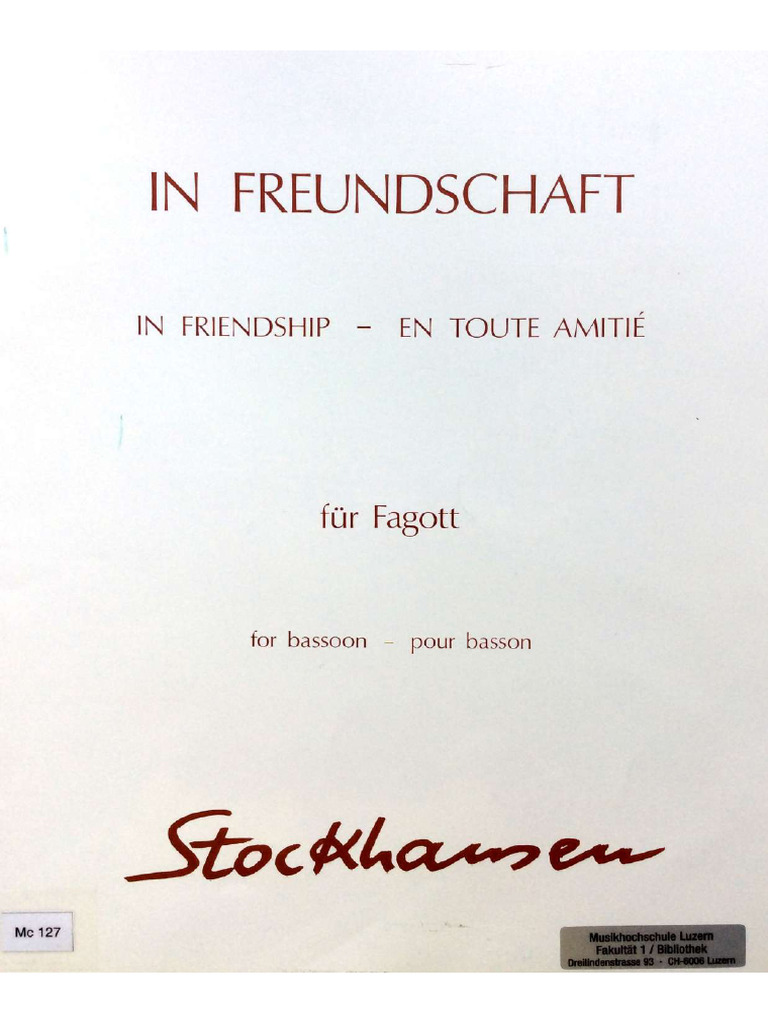 IN FREUNDSCHAFT
IN FRIENDSHIP – EN TOUTE AMITIÉ
für Fagott
for bassoon – pour basson
Stockhausen
Mc 127
Musikhochschule Luzern
Fakultät 1 / Bibliothek
Dreilindenstrasse 93 · CH-6006 Luzern